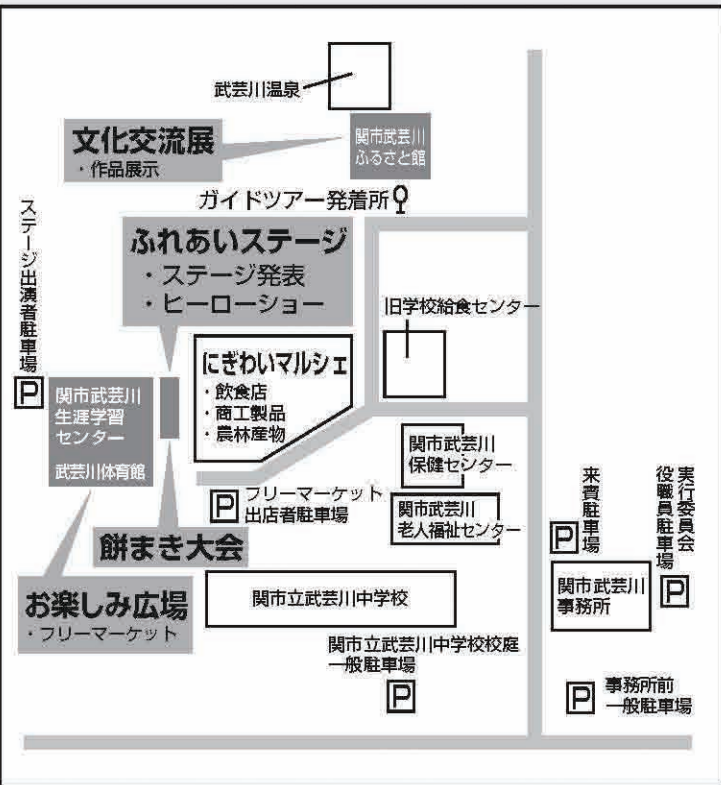 武芸川温泉
文化交流展
・作品展示
関市武芸川
ふるさと館
ガイドツアー発着所
ステージ出演者駐車場
P
ふれあいステージ
・ステージ発表
・ヒーローショー
旧学校給食センター
にぎわいマルシェ
・飲食店
・商工製品
・農林産物
関市武芸川
生涯学習
センター
武芸川体育館
関市武芸川
保健センター
P
フリーマーケット
出店者駐車場
関市武芸川
老人福祉センター
来賓駐車場
P
実行委員会
役職員駐車場
P
餅まき大会
関市武芸川
事務所
お楽しみ広場
・フリーマーケット
関市立武芸川中学校
関市立武芸川中学校校庭
一般駐車場
P
P
事務所前
一般駐車場